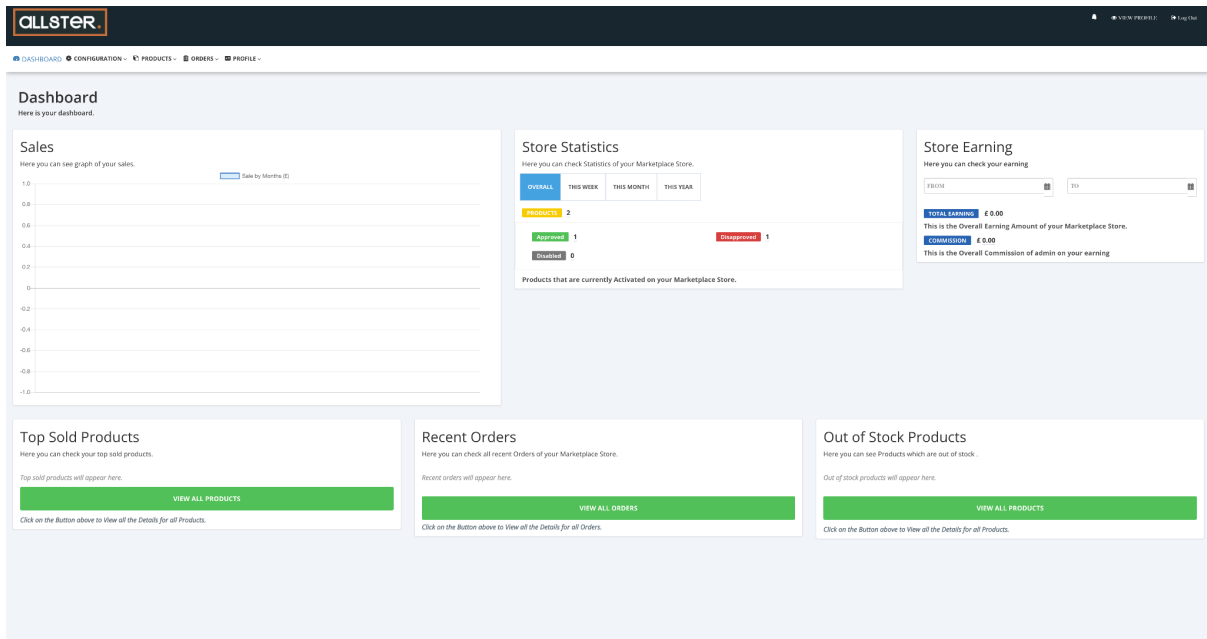 ALLSTER.
VIEW PROFILE Log Out
DASHBOARD CONFIGURATION PRODUCTS ORDERS PROFILE
Dashboard
Here is your dashboard.
Sales
Here you can see graph of your sales.
Sale by Months (£)
1.0
0.8
0.6
0.4
0.2
0
-0.2
-0.4
-0.6
-0.8
-1.0
Store Statistics
Here you can check Statistics of your Marketplace Store.
OVERALL THIS WEEK THIS MONTH THIS YEAR
PRODUCTS 2
Approved 1 Disapproved 1
Disabled 0
Products that are currently Activated on your Marketplace Store.
Store Earning
Here you can check your earning
FROM TO
TOTAL EARNING £ 0.00
This is the Overall Earning Amount of your Marketplace Store.
COMMISSION £ 0.00
This is the Overall Commission of admin on your earning
Top Sold Products
Here you can check your top sold products.
Top sold products will appear here.
VIEW ALL PRODUCTS
Click on the Button above to View all the Details for all Products.
Recent Orders
Here you can check all recent Orders of your Marketplace Store.
Recent orders will appear here.
VIEW ALL ORDERS
Click on the Button above to View all the Details for all Orders.
Out of Stock Products
Here you can see Products which are out of stock .
Out of stock products will appear here.
VIEW ALL PRODUCTS
Click on the Button above to View all the Details for all Products.